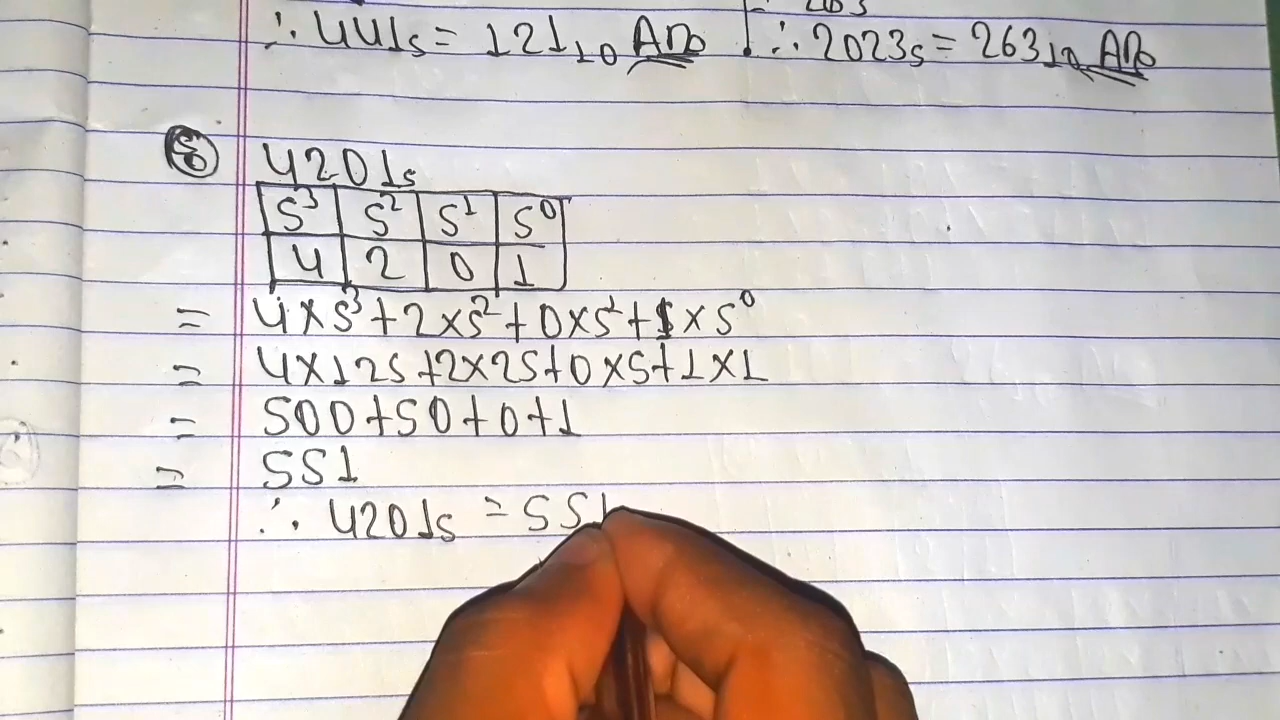 ∴ 441₅ = 121₁₀ Ans
∴ 2023₅ = 263₁₀ Ans
4201₅
5³ 5² 5¹ 5⁰
4 2 0 1
= 4×5³+2×5²+0×5¹+1×5⁰
= 4×125+2×25+0×5+1×1
= 500+50+0+1
= 551
∴ 4201₅ = 551